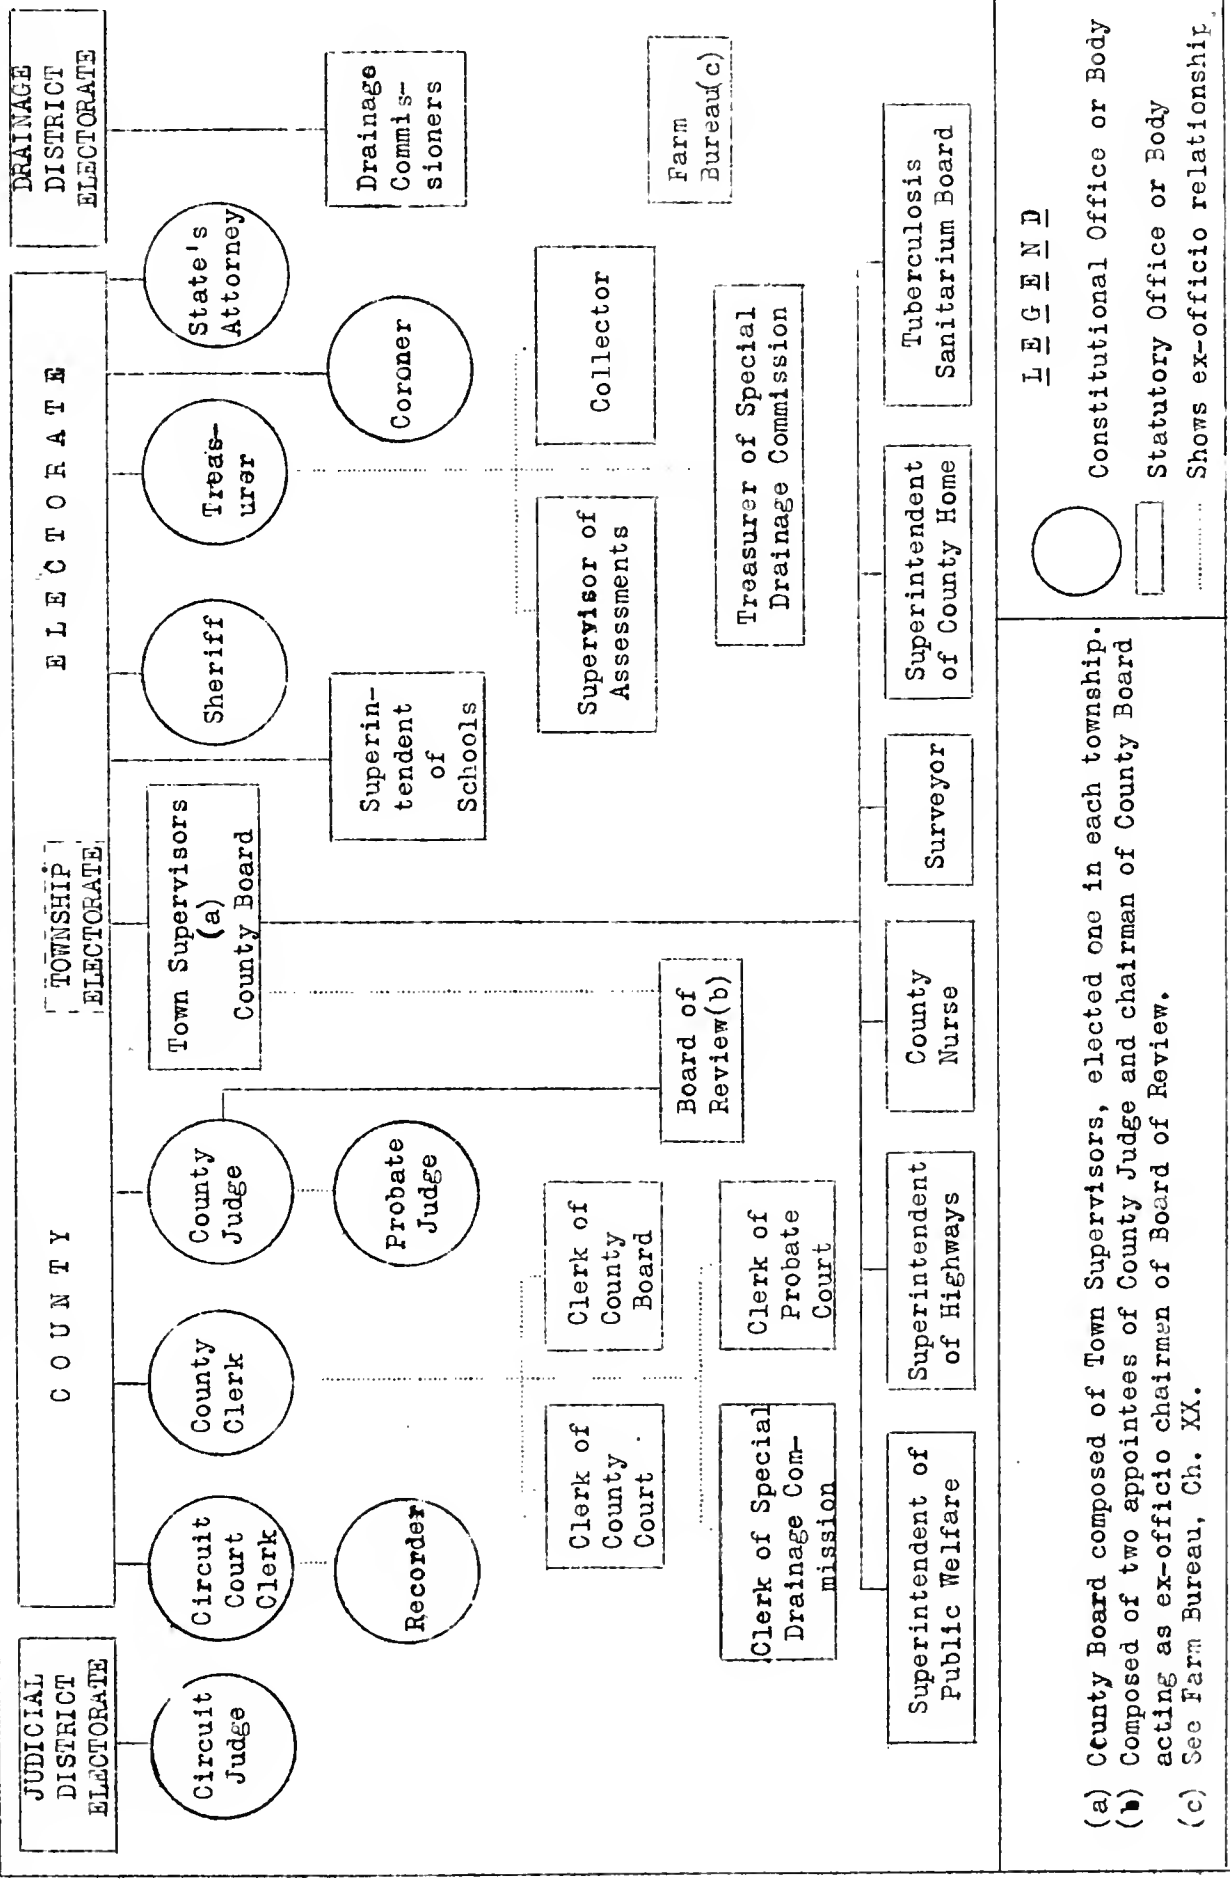 JUDICIAL
DISTRICT
ELECTORATE
COUNTY
TOWNSHIP
ELECTORATE
ELECTORATE
DRAINAGE
DISTRICT
ELECTORATE
Circuit
Judge
Circuit
Court
Clerk
County
Clerk
County
Judge
Town Supervisors
(a)
County Board
Sheriff
Treas-
urer
State's
Attorney
Recorder
Probate
Judge
Superin-
tendent
of
Schools
Coroner
Drainage
Commis-
sioners
Clerk of
County
Court
Clerk of
County
Board
Supervisor of
Assessments
Collector
Board of
Review(b)
Farm
Bureau(c)
Clerk of Special
Drainage Com-
mission
Clerk of
Probate
Court
Treasurer of Special
Drainage Commission
Superintendent of
Public Welfare
Superintendent
of Highways
County
Nurse
Surveyor
Superintendent
of County Home
Tuberculosis
Sanitarium Board
(a) County Board composed of Town Supervisors, elected one in each township.
(b) Composed of two appointees of County Judge and chairman of County Board
acting as ex-officio chairman of Board of Review.
(c) See Farm Bureau, Ch. XX.
LEGEND
Constitutional Office or Body
Statutory Office or Body
Shows ex-officio relationship